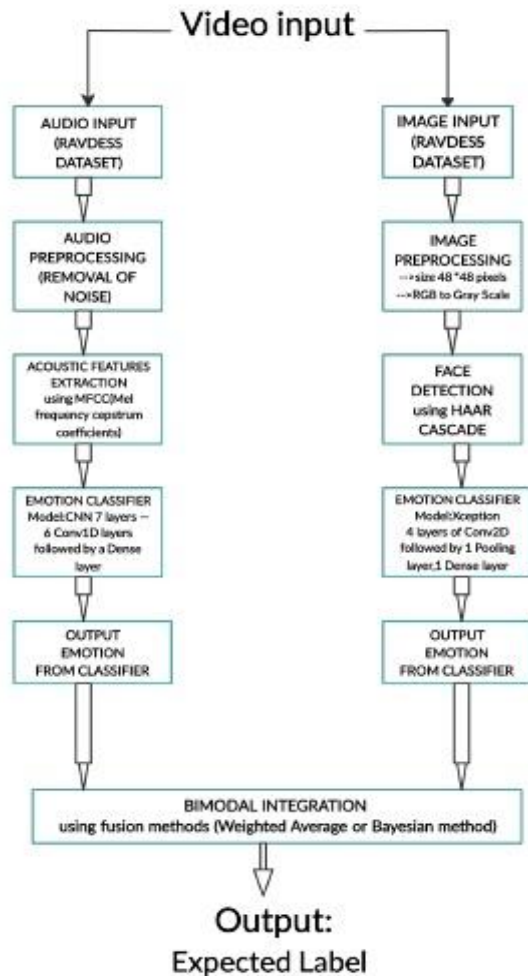 Video input
AUDIO INPUT
(RAVDESS
DATASET)
AUDIO
PREPROCESSING
(REMOVAL OF
NOISE)
ACOUSTIC FEATURES
EXTRACTION
using MFCC(Mel
frequency cepstrum
coefficients)
EMOTION CLASSIFIER
Model:CNN 7 layers —
6 Conv1D layers
followed by a Dense
layer
OUTPUT
EMOTION
FROM CLASSIFIER
IMAGE INPUT
(RAVDESS
DATASET)
IMAGE
PREPROCESSING
-->size 48 *48 pixels
-->RGB to Gray Scale
FACE
DETECTION
using HAAR
CASCADE
EMOTION CLASSIFIER
Model:Xception
4 layers of Conv2D
followed by 1 Pooling
layer,1 Dense layer
OUTPUT
EMOTION
FROM CLASSIFIER
BIMODAL INTEGRATION
using fusion methods (Weighted Average or Bayesian method)
Output:
Expected Label